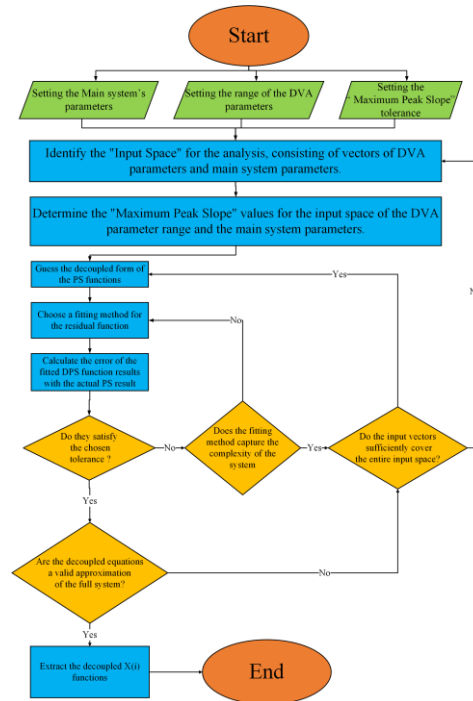 Start
Setting the Main system's
parameters
Setting the range of the DVA
parameters
Setting the
" Maximum Peak Slope"
tolerance
Identify the "Input Space" for the analysis, consisting of vectors of DVA
parameters and main system parameters.
Determine the "Maximum Peak Slope" values for the input space of the DVA
parameter range and the main system parameters.
Guess the decoupled form of
the PS functions
Yes
Choose a fitting method for
the residual function
No
Calculate the error of the
fitted DPS function results
with the actual PS result
Do they satisfy
the chosen
tolerance ?
No
Does the fitting
method capture the
complexity of the
system
Yes
Do the input vectors
sufficiently cover
the entire input space?
Yes
Are the decoupled equations
a valid approximation
of the full system?
No
Yes
Extract the decoupled X(i)
functions
End